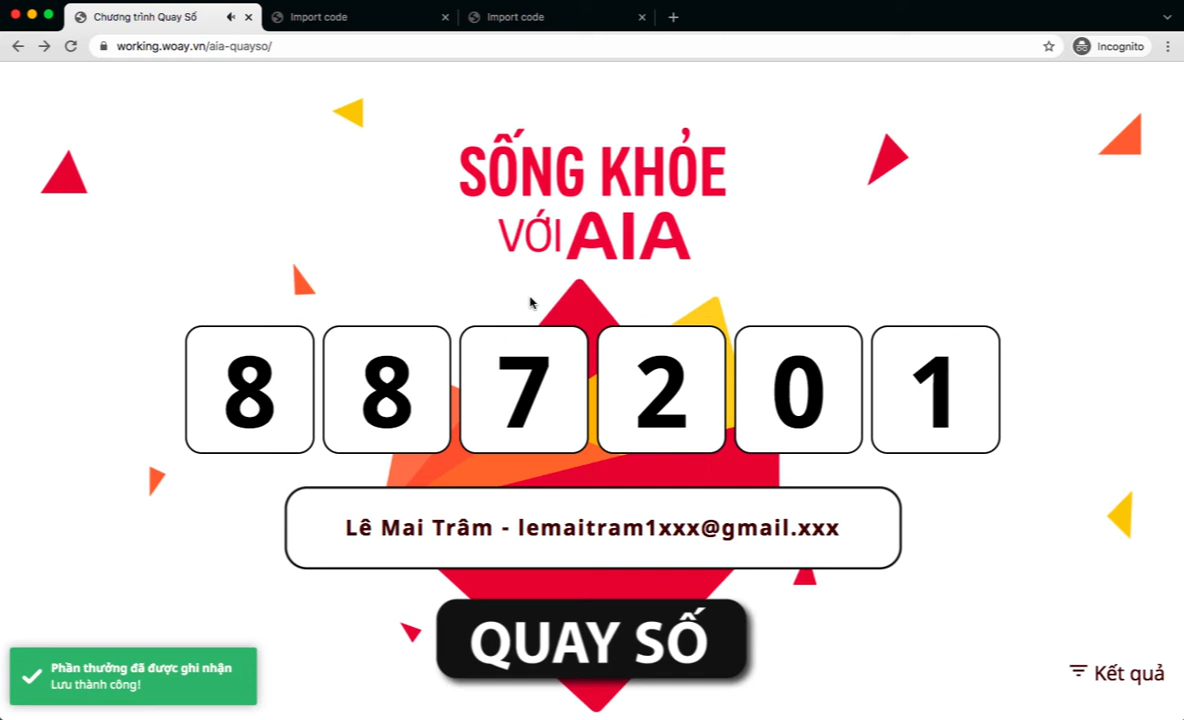 Chương trình Quay Số
Import code
Import code
working.woay.vn/aia-quayso/
Incognito
SỐNG KHỎE
VỚI AIA
8 8 7 2 0 1
Lê Mai Trâm - lemaitram1xxx@gmail.xxx
QUAY SỐ
Phần thưởng đã được ghi nhận
Lưu thành công!
Kết quả